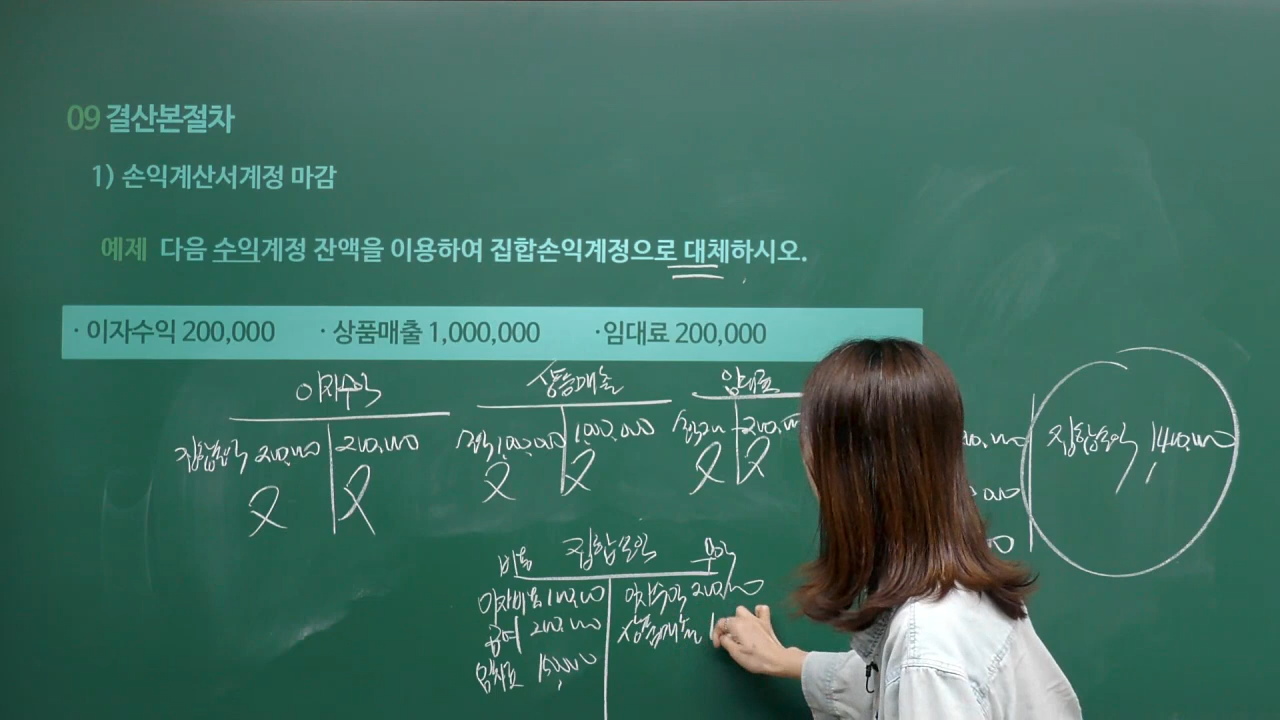 09 결산본절차
1) 손익계산서계정 마감
예제 다음 수익계정 잔액을 이용하여 집합손익계정으로 대체하시오.
· 이자수익 200,000 · 상품매출 1,000,000 · 임대료 200,000
이자수익 상품매출 임대료
집합손익 200,000 200,000 1,000,000 1,000,000 200,000
집합손익 1,400,000
비용 집합손익 수익
이자비용 100,000 이자수익 200,000
급여 200,000 상품매출 1
임차료 150,000